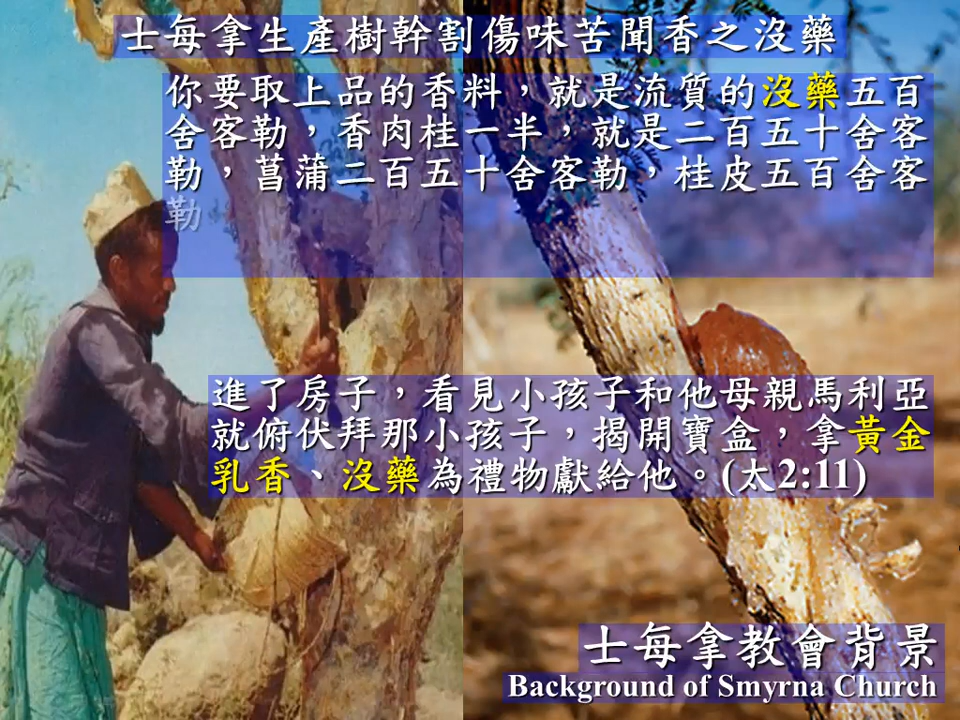 士每拿生產樹幹割傷味苦聞香之沒藥
你要取上品的香料，就是流質的沒藥五百
舍客勒，香肉桂一半，就是二百五十舍客
勒，菖蒲二百五十舍客勒，桂皮五百舍客
勒
進了房子，看見小孩子和他母親馬利亞
就俯伏拜那小孩子，揭開寶盒，拿黃金
乳香、沒藥為禮物獻給他。(太2:11)
士每拿教會背景
Background of Smyrna Church